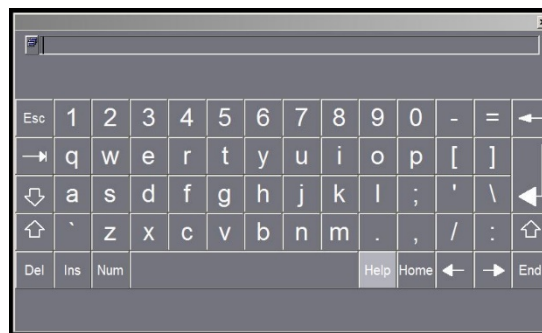 Esc 1 2 3 4 5 6 7 8 9 0 - =
q w e r t y u i o p [ ]
a s d f g h j k l ; ' \
` z x c v b n m . , / :
Del Ins Num Help Home End